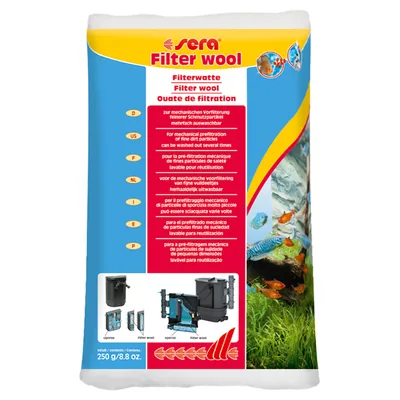 sera
Filter wool
Filterwatte
Filter wool
Ouate de filtration
D
zur mechanischen Vorfilterung
feinerer Schmutzpartikel
mehrfach auswaschbar
US
for mechanical prefiltration
of fine dirt particles
can be washed out several times
F
pour la pré-filtration mécanique
de fines particules de saleté
lavable pour réutilisation
NL
voor de mechanische voorfiltering
van fijne vuildeeltjes
herhaaldelijk uitwasbaar
I
per il prefiltraggio meccanico
di particelle di sporcizia molto piccole
può essere sciacquata varie volte
E
para el prefiltrado mecánico
de partículas finas de suciedad
lavable para reutilización
P
para a pré-filtragem mecânica
de partículas de sujidade
de pequenas dimensões
lavável para reutilização
filter wool
filter wool
250 g/8.8 oz.